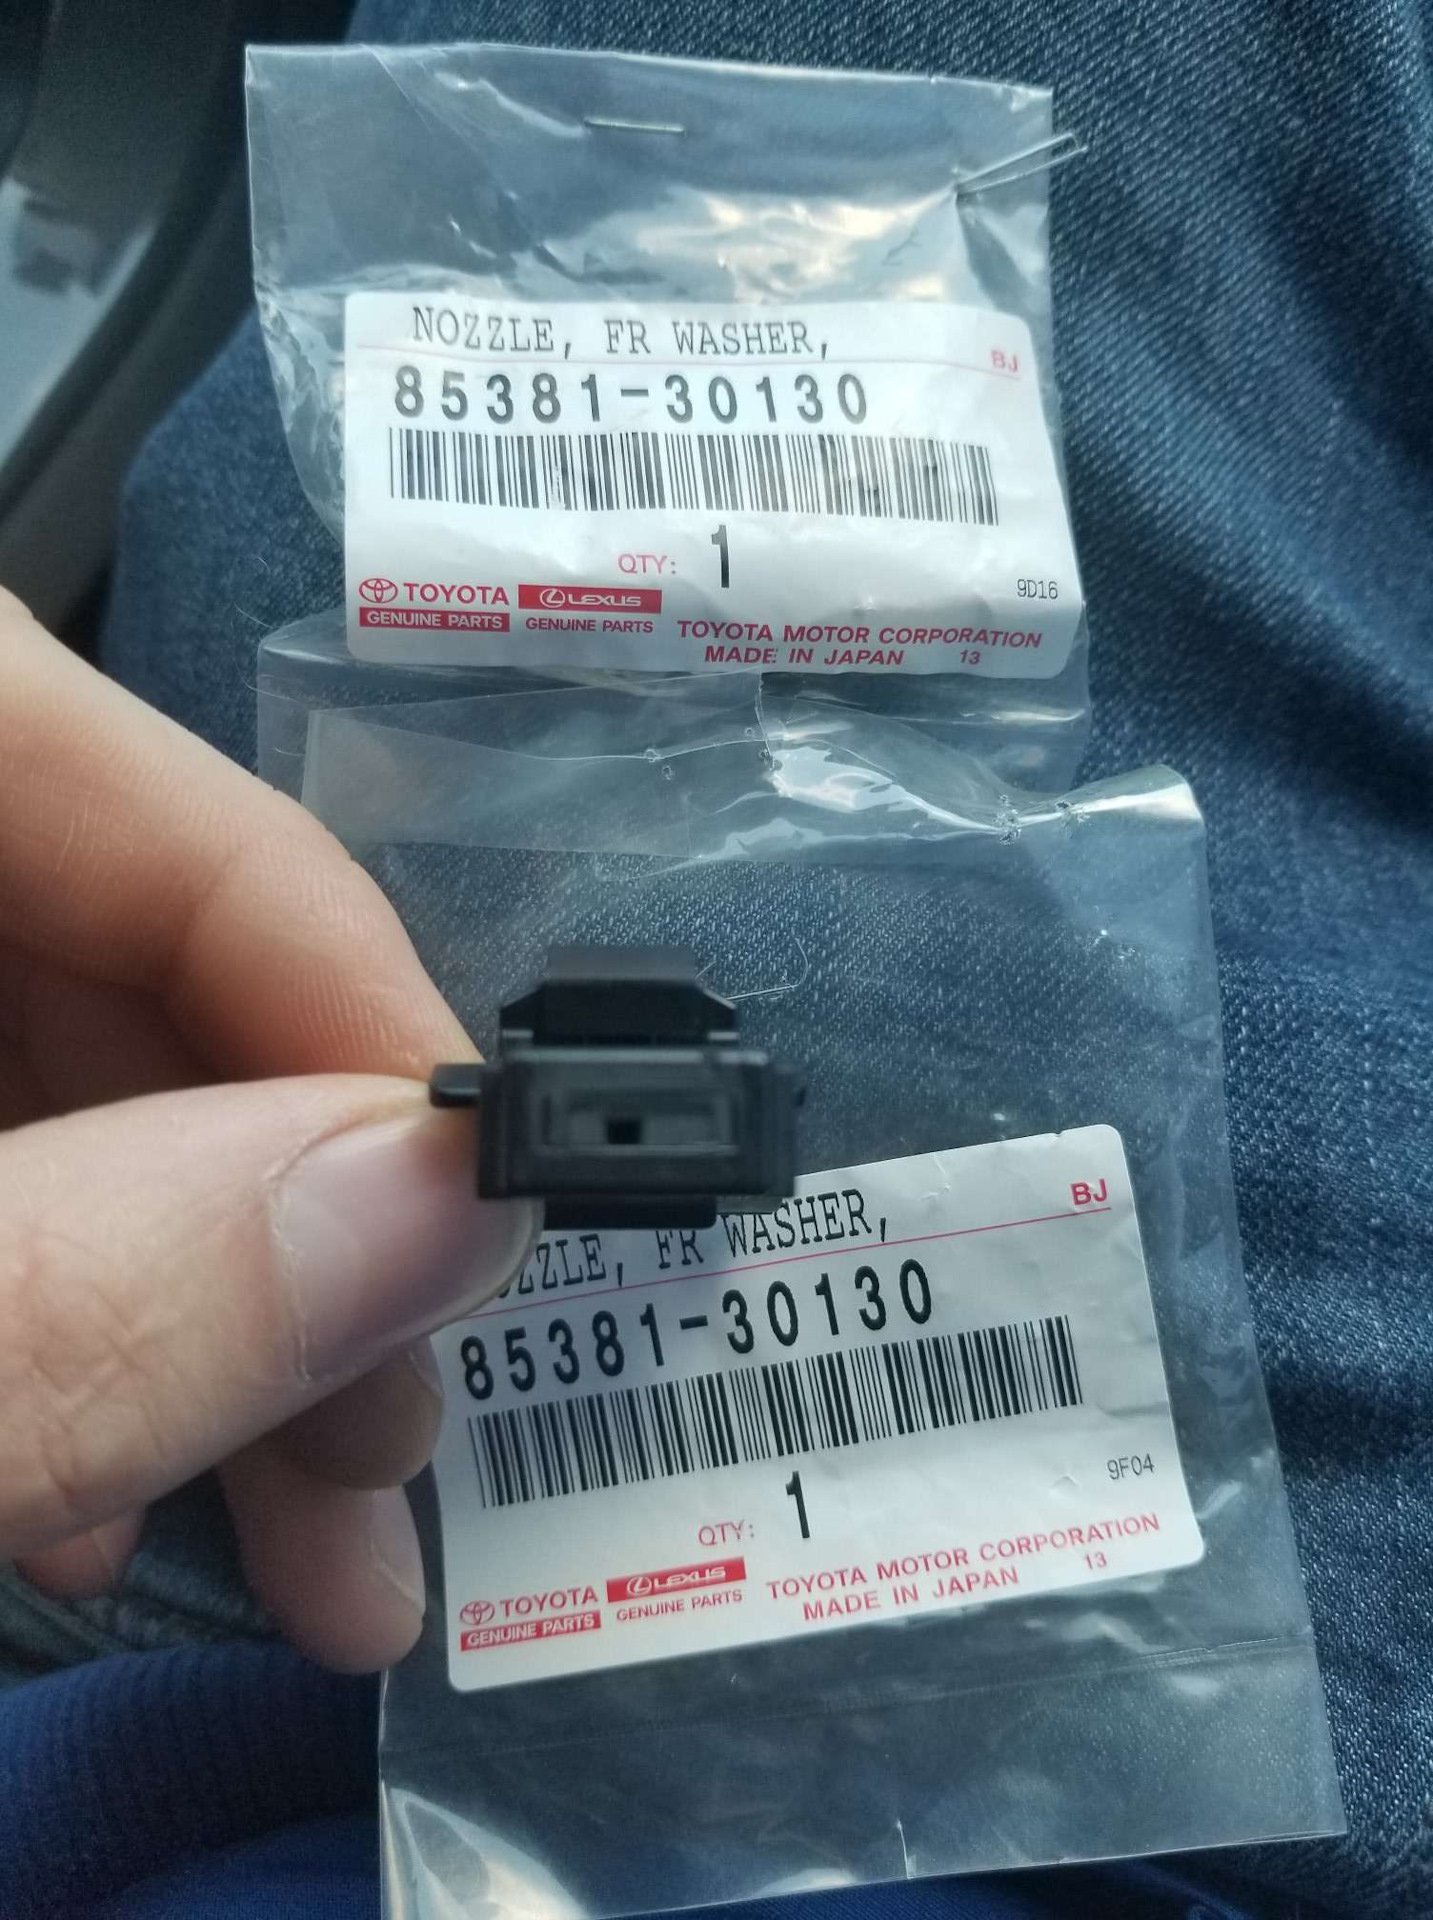 NOZZLE, FR WASHER,
BJ
85381-30130
QTY: 1
9D16
TOYOTA LEXUS
GENUINE PARTS GENUINE PARTS
TOYOTA MOTOR CORPORATION
MADE IN JAPAN 13
FR WASHER,
BJ
85381-30130
QTY: 1
9F04
TOYOTA LEXUS
GENUINE PARTS GENUINE PARTS
TOYOTA MOTOR CORPORATION
MADE IN JAPAN 13